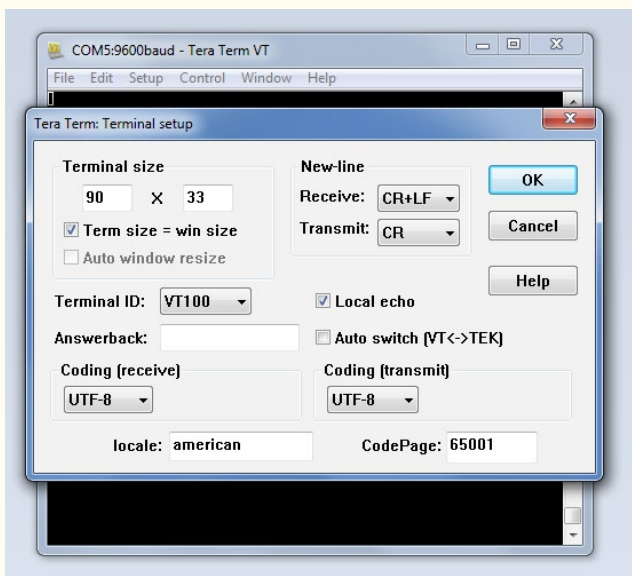 COM5:9600baud - Tera Term VT
File Edit Setup Control Window Help
Tera Term: Terminal setup
Terminal size
90 X 33
Term size = win size
Auto window resize
New-line
Receive: CR+LF
Transmit: CR
OK
Cancel
Help
Terminal ID: VT100
Local echo
Answerback:
Auto switch (VT<->TEK)
Coding (receive)
UTF-8
Coding (transmit)
UTF-8
locale: american
CodePage: 65001